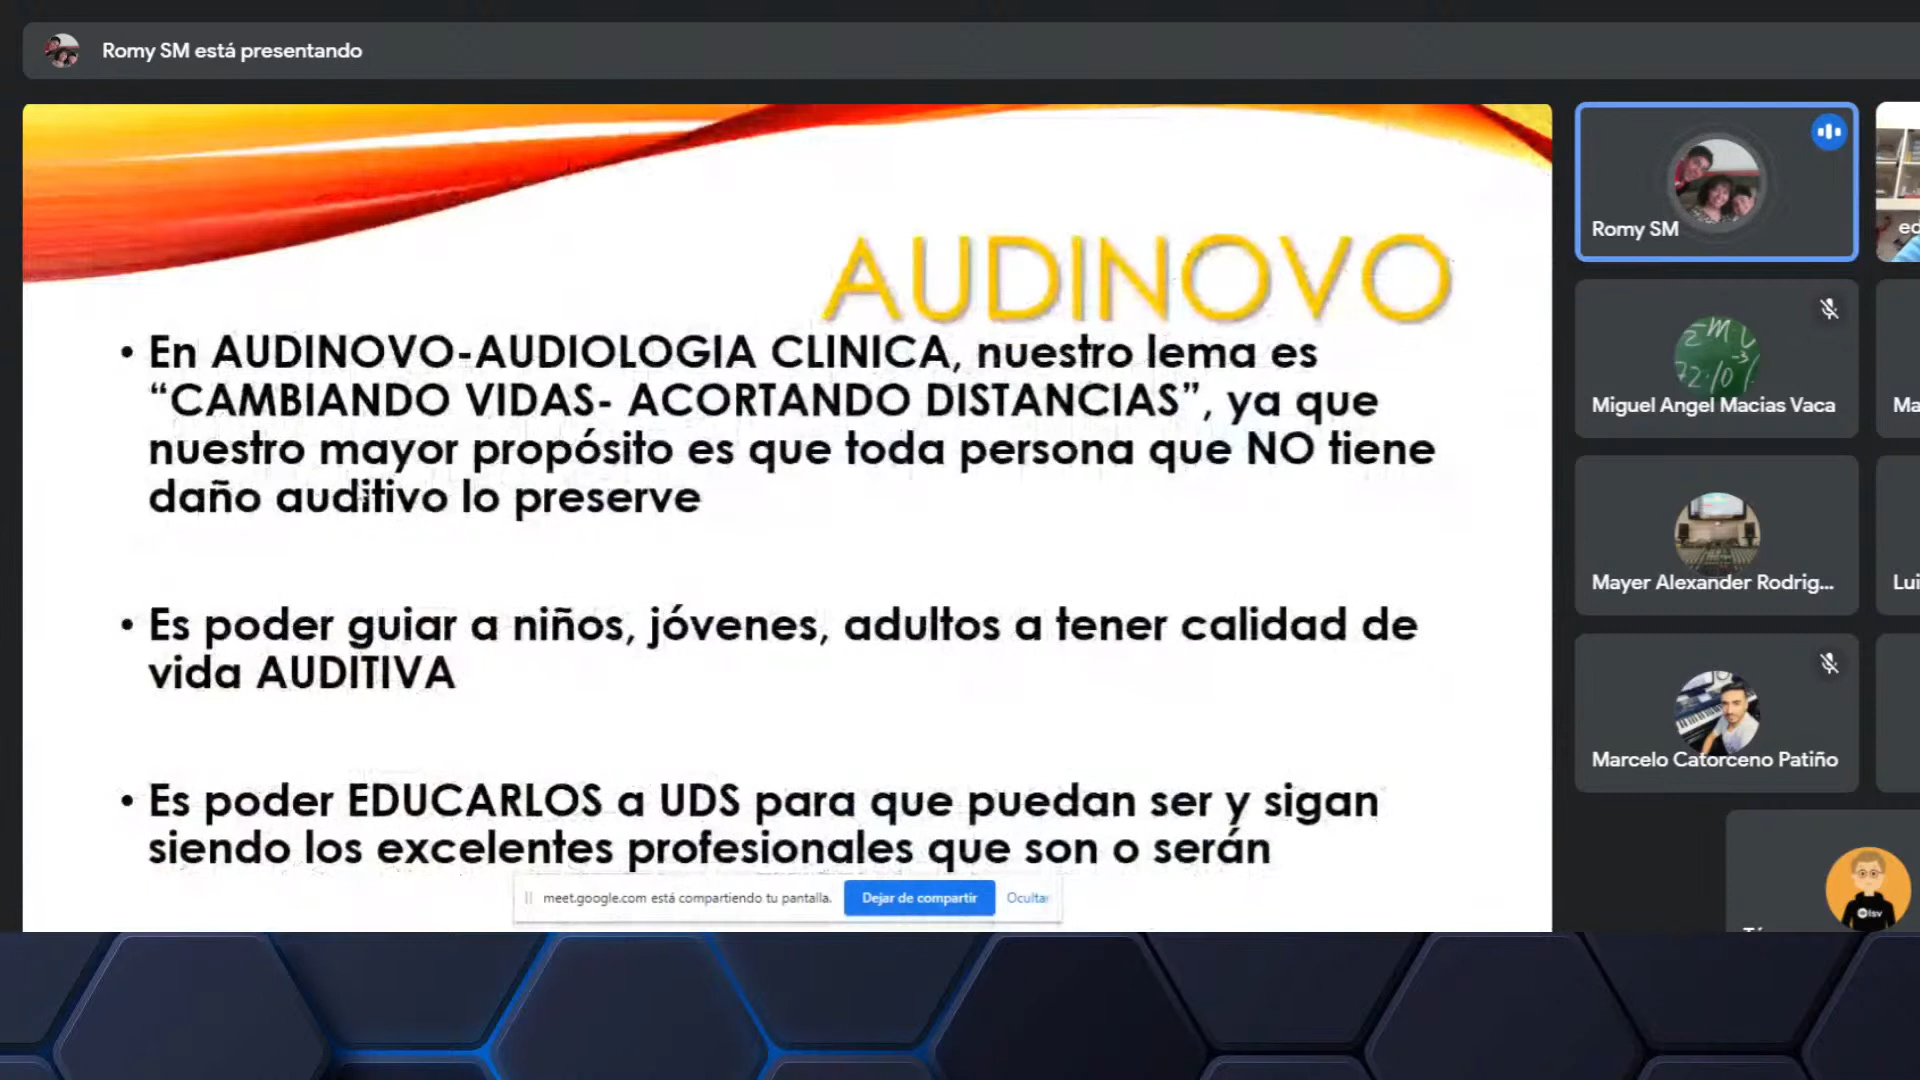 Romy SM está presentando
AUDINOVO
• En AUDINOVO-AUDIOLOGIA CLINICA, nuestro lema es
“CAMBIANDO VIDAS- ACORTANDO DISTANCIAS”, ya que
nuestro mayor propósito es que toda persona que NO tiene
daño auditivo lo preserve
• Es poder guiar a niños, jóvenes, adultos a tener calidad de
vida AUDITIVA
• Es poder EDUCARLOS a UDS para que puedan ser y sigan
siendo los excelentes profesionales que son o serán
meet.google.com está compartiendo tu pantalla.
Dejar de compartir
Ocultar
Romy SM
Miguel Angel Macias Vaca
Mayer Alexander Rodrig...
Marcelo Catorceno Patiño